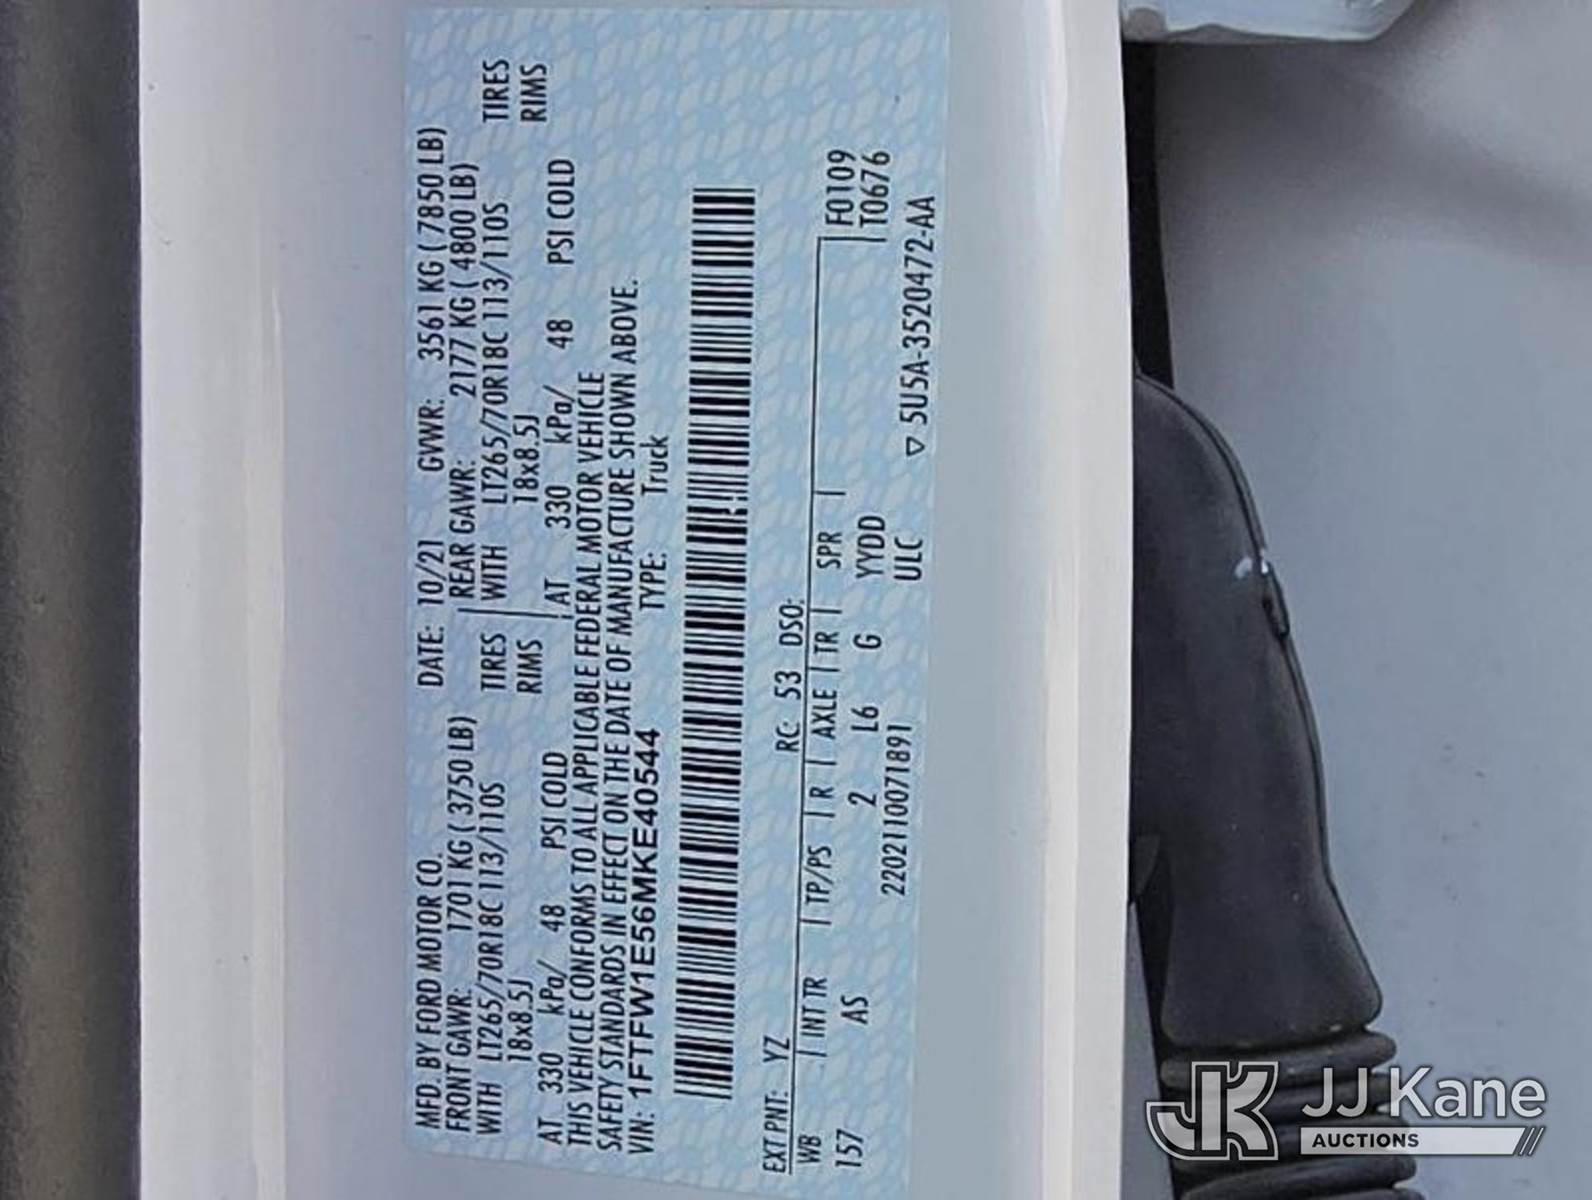 MFD. BY FORD MOTOR CO. DATE: 10/21 GVWR: 3561 KG ( 7850 LB)
FRONT GAWR: 1701 KG ( 3750 LB) REAR GAWR: 2177 KG ( 4800 LB)
WITH LT265/70R18C 113/110S TIRES WITH LT265/70R18C 113/110S TIRES
18x8.5J RIMS 18x8.5J RIMS
AT 330 kPa/ 48 PSI COLD AT 330 kPa/ 48 PSI COLD
THIS VEHICLE CONFORMS TO ALL APPLICABLE FEDERAL MOTOR VEHICLE
SAFETY STANDARDS IN EFFECT ON THE DATE OF MANUFACTURE SHOWN ABOVE.
VIN: 1FTFW1E56MKE40544 TYPE: Truck
EXT PNT: YZ RC: 53 DSO:
WB INT TR TP/PS R AXLE TR SPR F0109
157 AS 2 L6 G YYDD T0676
2202110071891 ULC
▽ 5U5A-3520472-AA
JK JJ Kane
AUCTIONS